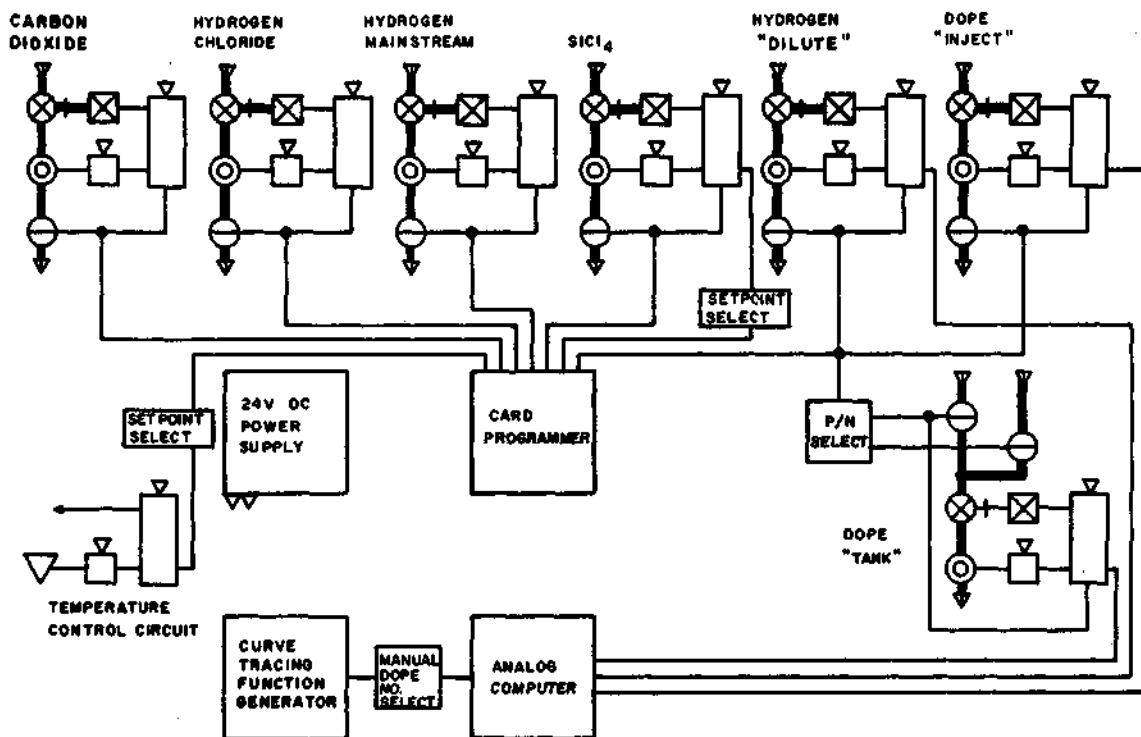 CARBON
DIOXIDE
HYDROGEN
CHLORIDE
HYDROGEN
MAINSTREAM
SICl4
HYDROGEN
"DILUTE"
DOPE
"INJECT"
SETPOINT
SELECT
SETPOINT
SELECT
24V DC
POWER
SUPPLY
CARD
PROGRAMMER
P/N
SELECT
DOPE
"TANK"
TEMPERATURE
CONTROL CIRCUIT
CURVE
TRACING
FUNCTION
GENERATOR
MANUAL
DOPE
NO.
SELECT
ANALOG
COMPUTER